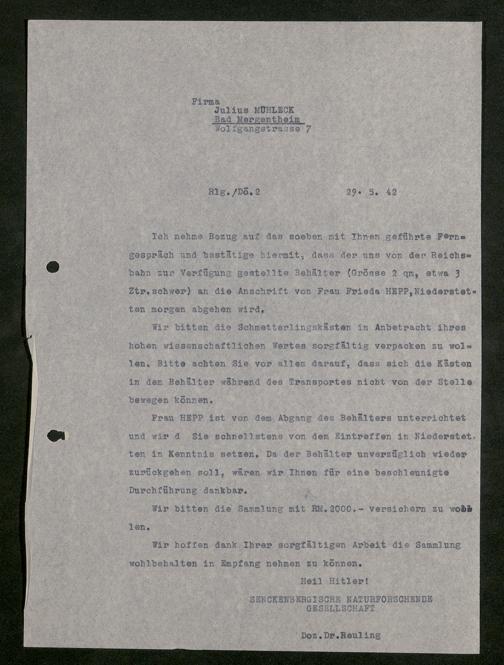 Firma
Julius MÜHLECK
Bad Mergentheim
Wolfgangstrasse 7
Rlg./Dö.2 29. 5. 42
Ich nehme Bezug auf das soeben mit Ihnen geführte Fern=
gespräch und bestätige hiermit, dass der uns von der Reichs=
bahn zur Verfügung gestellte Behälter (Grösse 2 qm, etwa 3
Ztr.schwer) an die Anschrift von Frau Frieda HEPP,Niederstet=
ten morgen abgehen wird.
Wir bitten die Schmetterlingskästen in Anbetracht ihres
hohen wissenschaftlichen Wertes sorgfältig verpacken zu wol=
len. Bitte achten Sie vor allem darauf, dass sich die Kästen
in dem Behälter während des Transportes nicht von der Stelle
bewegen können.
Frau HEPP ist von dem Abgang des Behälters unterrichtet
und wir d Sie schnellstens von dem Eintreffen in Niederstet.
ten in Kenntnis setzen. Da der Behälter unverzüglich wieder
zurückgehen soll, wären wir Ihnen für eine beschleunigte
Durchführung dankbar.
Wir bitten die Sammlung mit RM.2000.- versichern zu wol
len.
Wir hoffen dank Ihrer sorgfältigen Arbeit die Sammlung
wohlbehalten in Empfang nehmen zu können.
Heil Hitler!
SENCKENBERGISCHE NATURFORSCHENDE
GESELLSCHAFT
Doz.Dr.Reuling